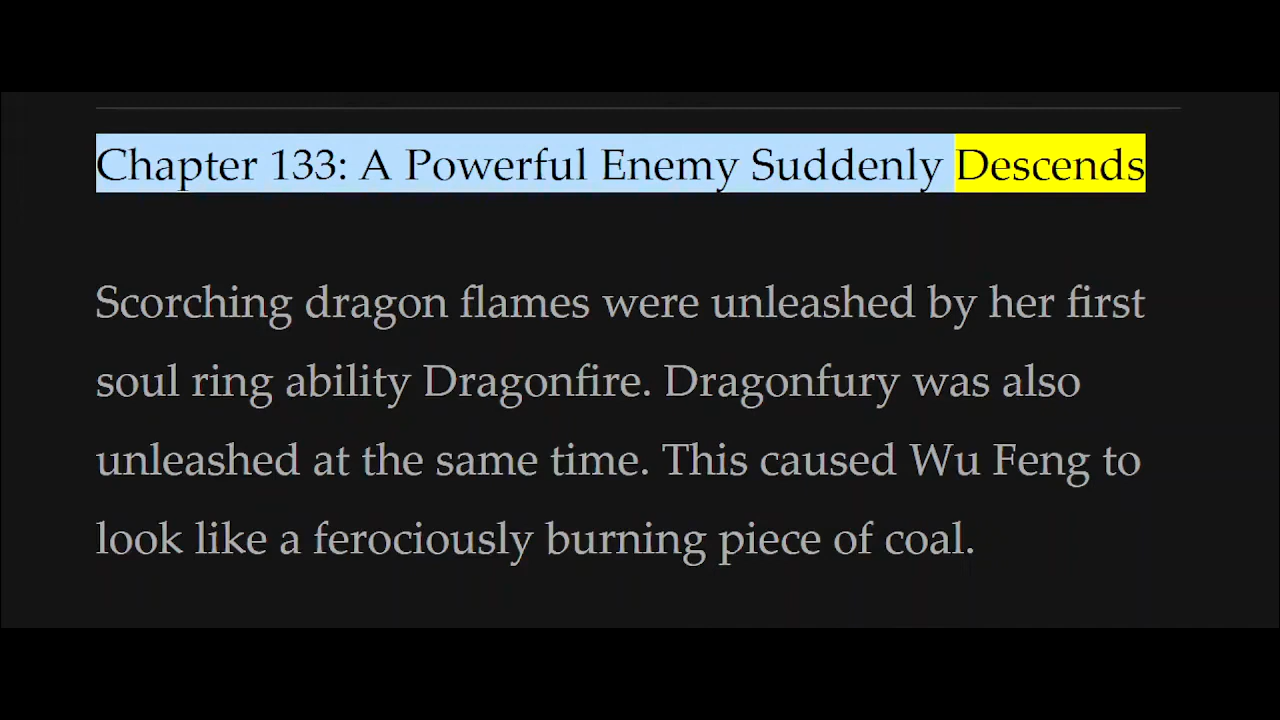 Chapter 133: A Powerful Enemy Suddenly Descends
Scorching dragon flames were unleashed by her first
soul ring ability Dragonfire. Dragonfury was also
unleashed at the same time. This caused Wu Feng to
look like a ferociously burning piece of coal.